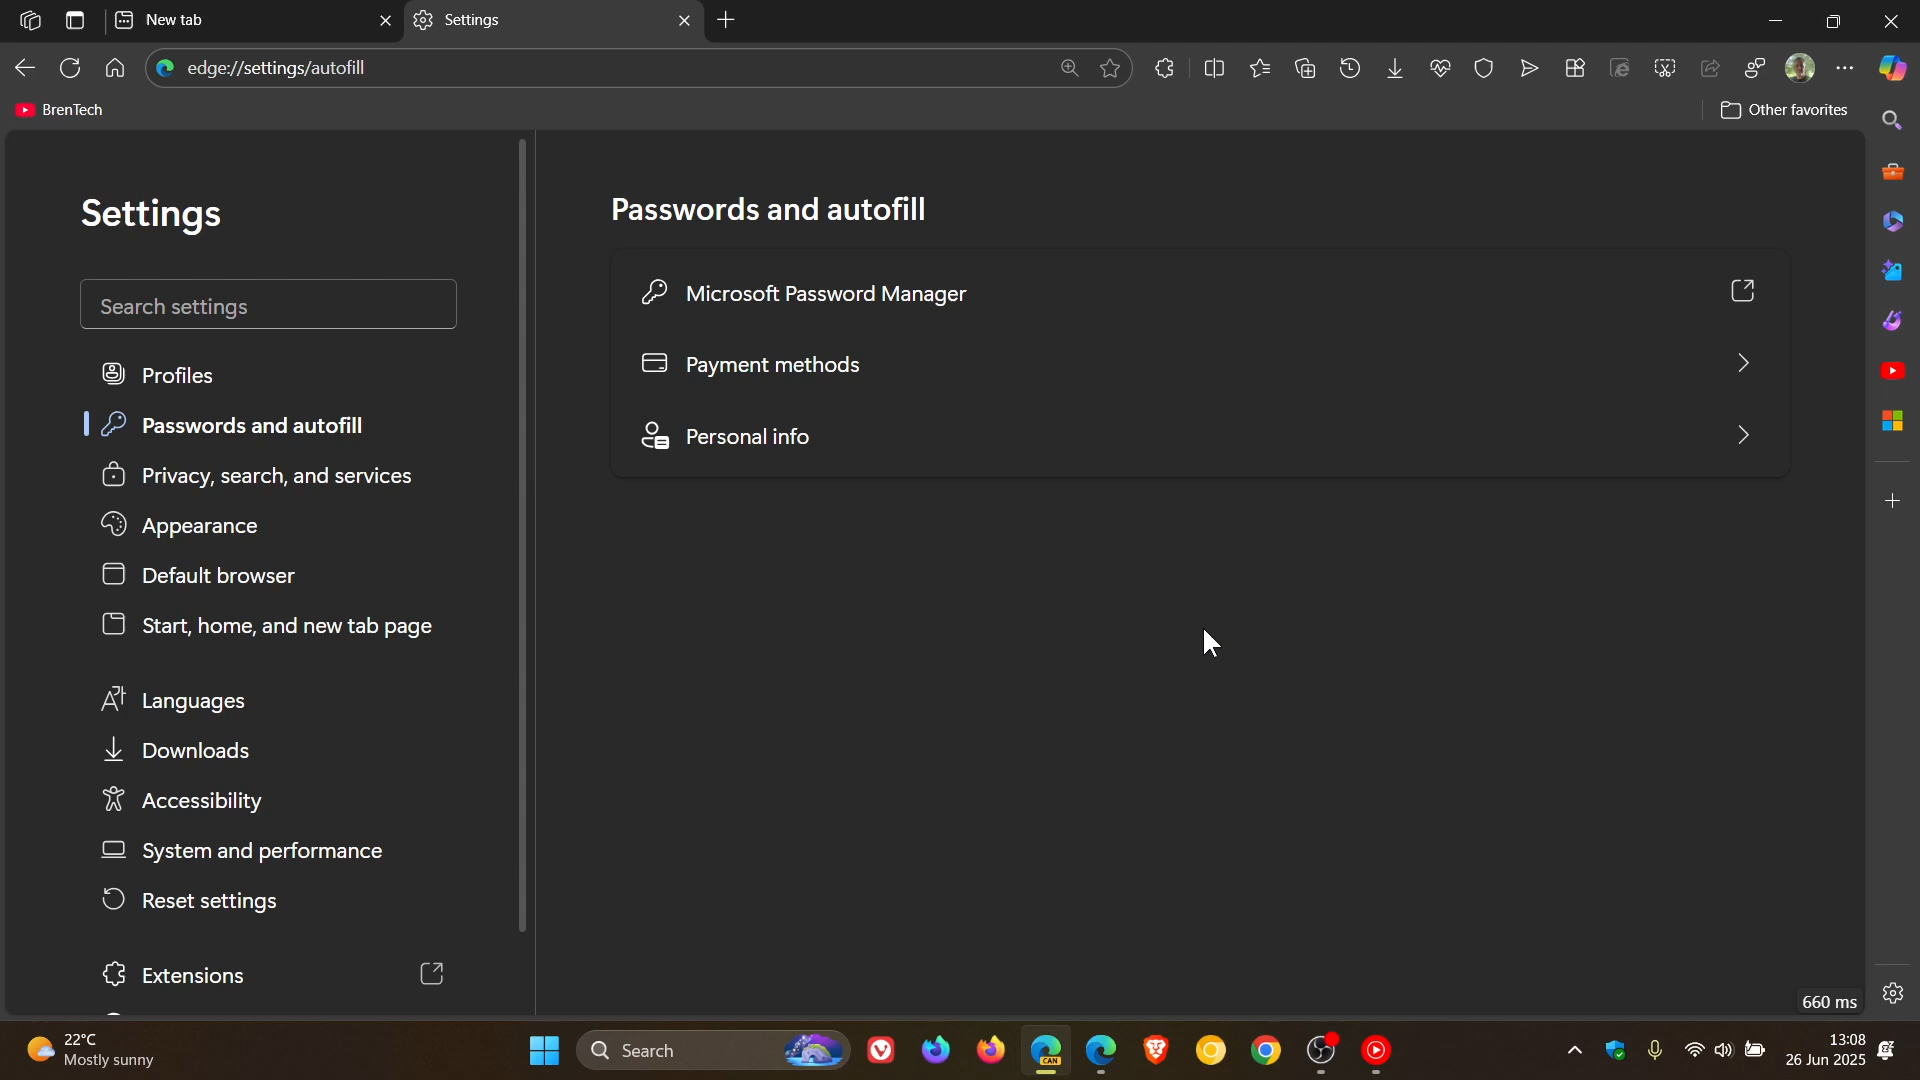 New tab
Settings
edge://settings/autofill
BrenTech
Other favorites
Settings
Search settings
Profiles
Passwords and autofill
Privacy, search, and services
Appearance
Default browser
Start, home, and new tab page
Languages
Downloads
Accessibility
System and performance
Reset settings
Extensions
Passwords and autofill
Microsoft Password Manager
Payment methods
Personal info
660 ms
22°C
Mostly sunny
Search
CAN
13:08
26 Jun 2025